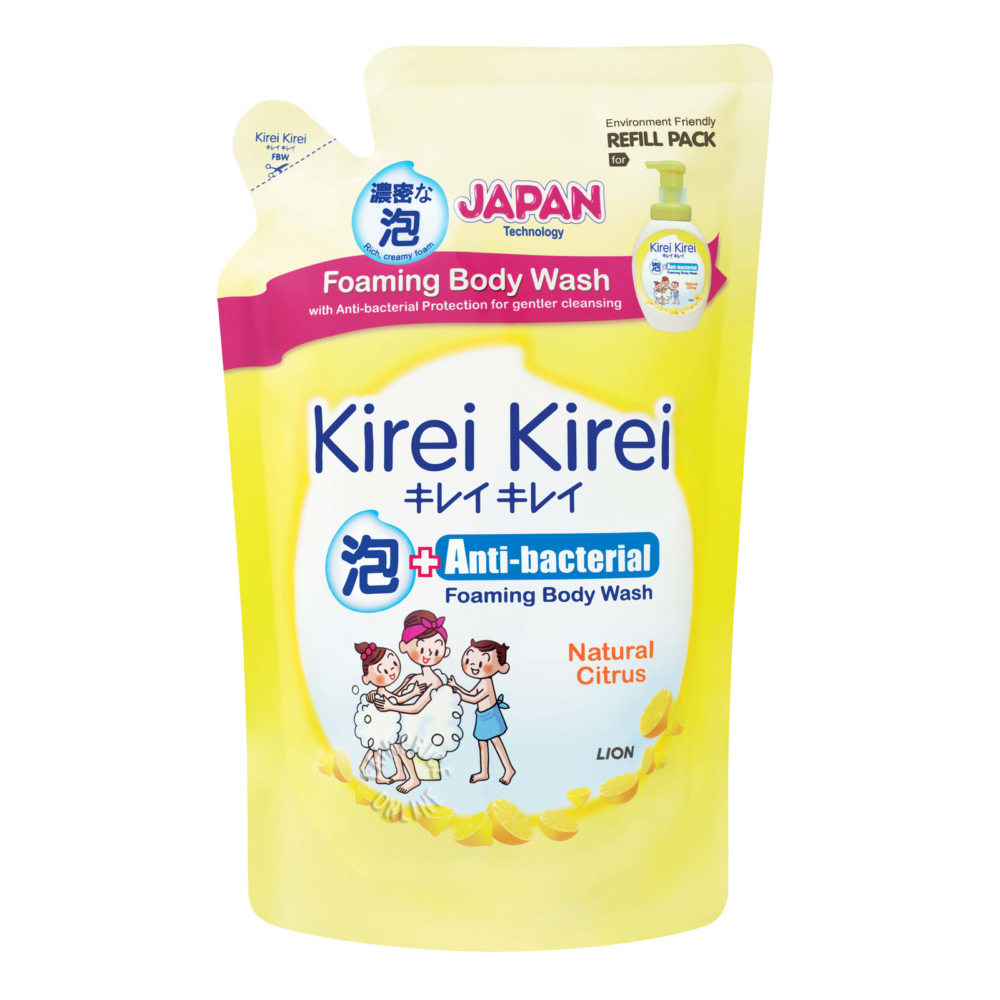 Environment Friendly
REFILL PACK
for
Kirei Kirei
キレイ キレイ
FBW
濃密な
泡
Rich, creamy foam
JAPAN
Technology
Foaming Body Wash
with Anti-bacterial Protection for gentler cleansing
Kirei Kirei
キレイ キレイ
泡+Anti-bacterial
Foaming Body Wash
Natural
Citrus
LION
Kirei Kirei
キレイ キレイ
泡+Anti-bacterial
Foaming Body Wash
Natural
Citrus
LION
ONLINE